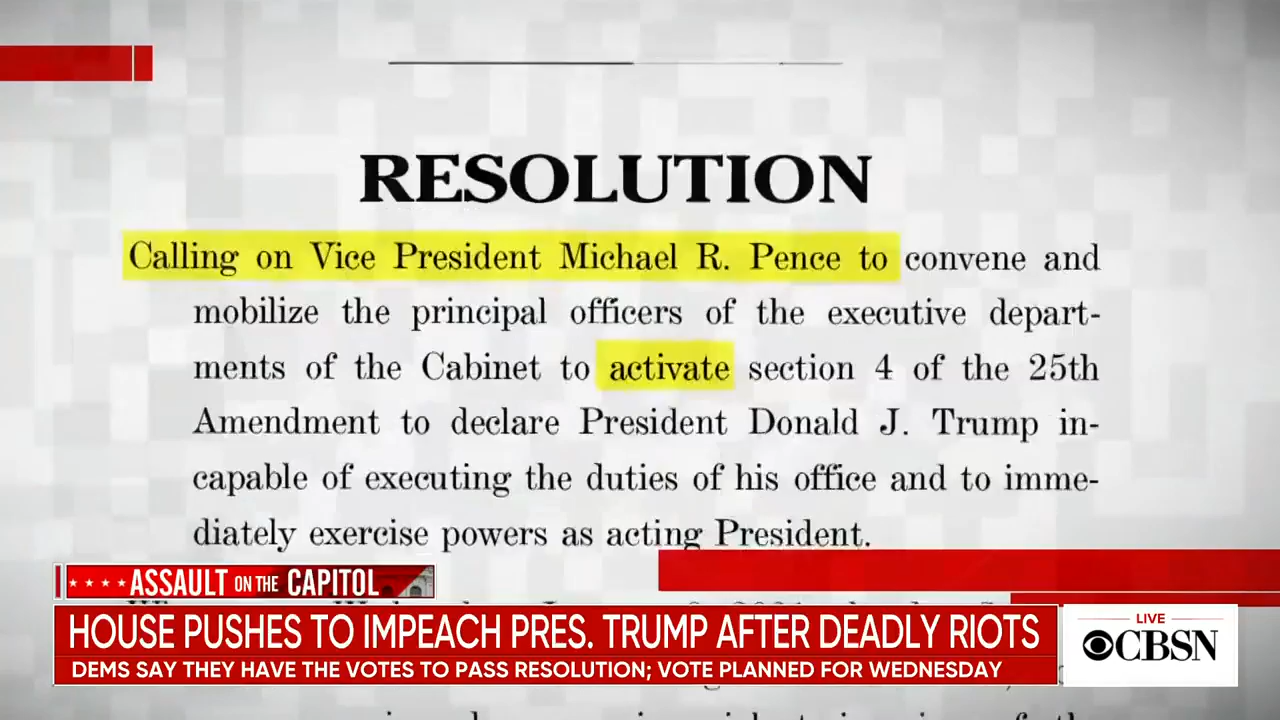 RESOLUTION
Calling on Vice President Michael R. Pence to convene and
mobilize the principal officers of the executive depart-
ments of the Cabinet to activate section 4 of the 25th
Amendment to declare President Donald J. Trump in-
capable of executing the duties of his office and to imme-
diately exercise powers as acting President.
ASSAULT ON THE CAPITOL
HOUSE PUSHES TO IMPEACH PRES. TRUMP AFTER DEADLY RIOTS
DEMS SAY THEY HAVE THE VOTES TO PASS RESOLUTION; VOTE PLANNED FOR WEDNESDAY
LIVE
CBSN